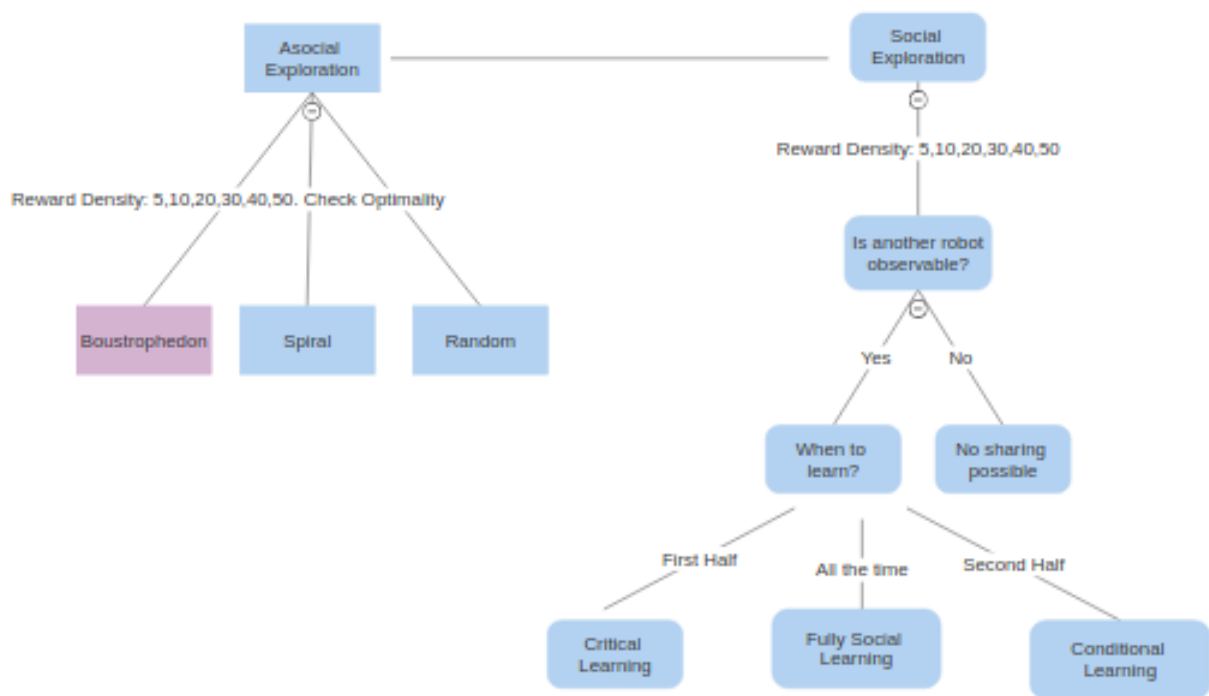 Asocial
Exploration
Social
Exploration
Reward Density: 5,10,20,30,40,50
Reward Density: 5,10,20,30,40,50. Check Optimality
Is another robot
observable?
Boustrophedon
Spiral
Random
Yes
No
When to
learn?
No sharing
possible
First Half
All the time
Second Half
Critical
Learning
Fully Social
Learning
Conditional
Learning